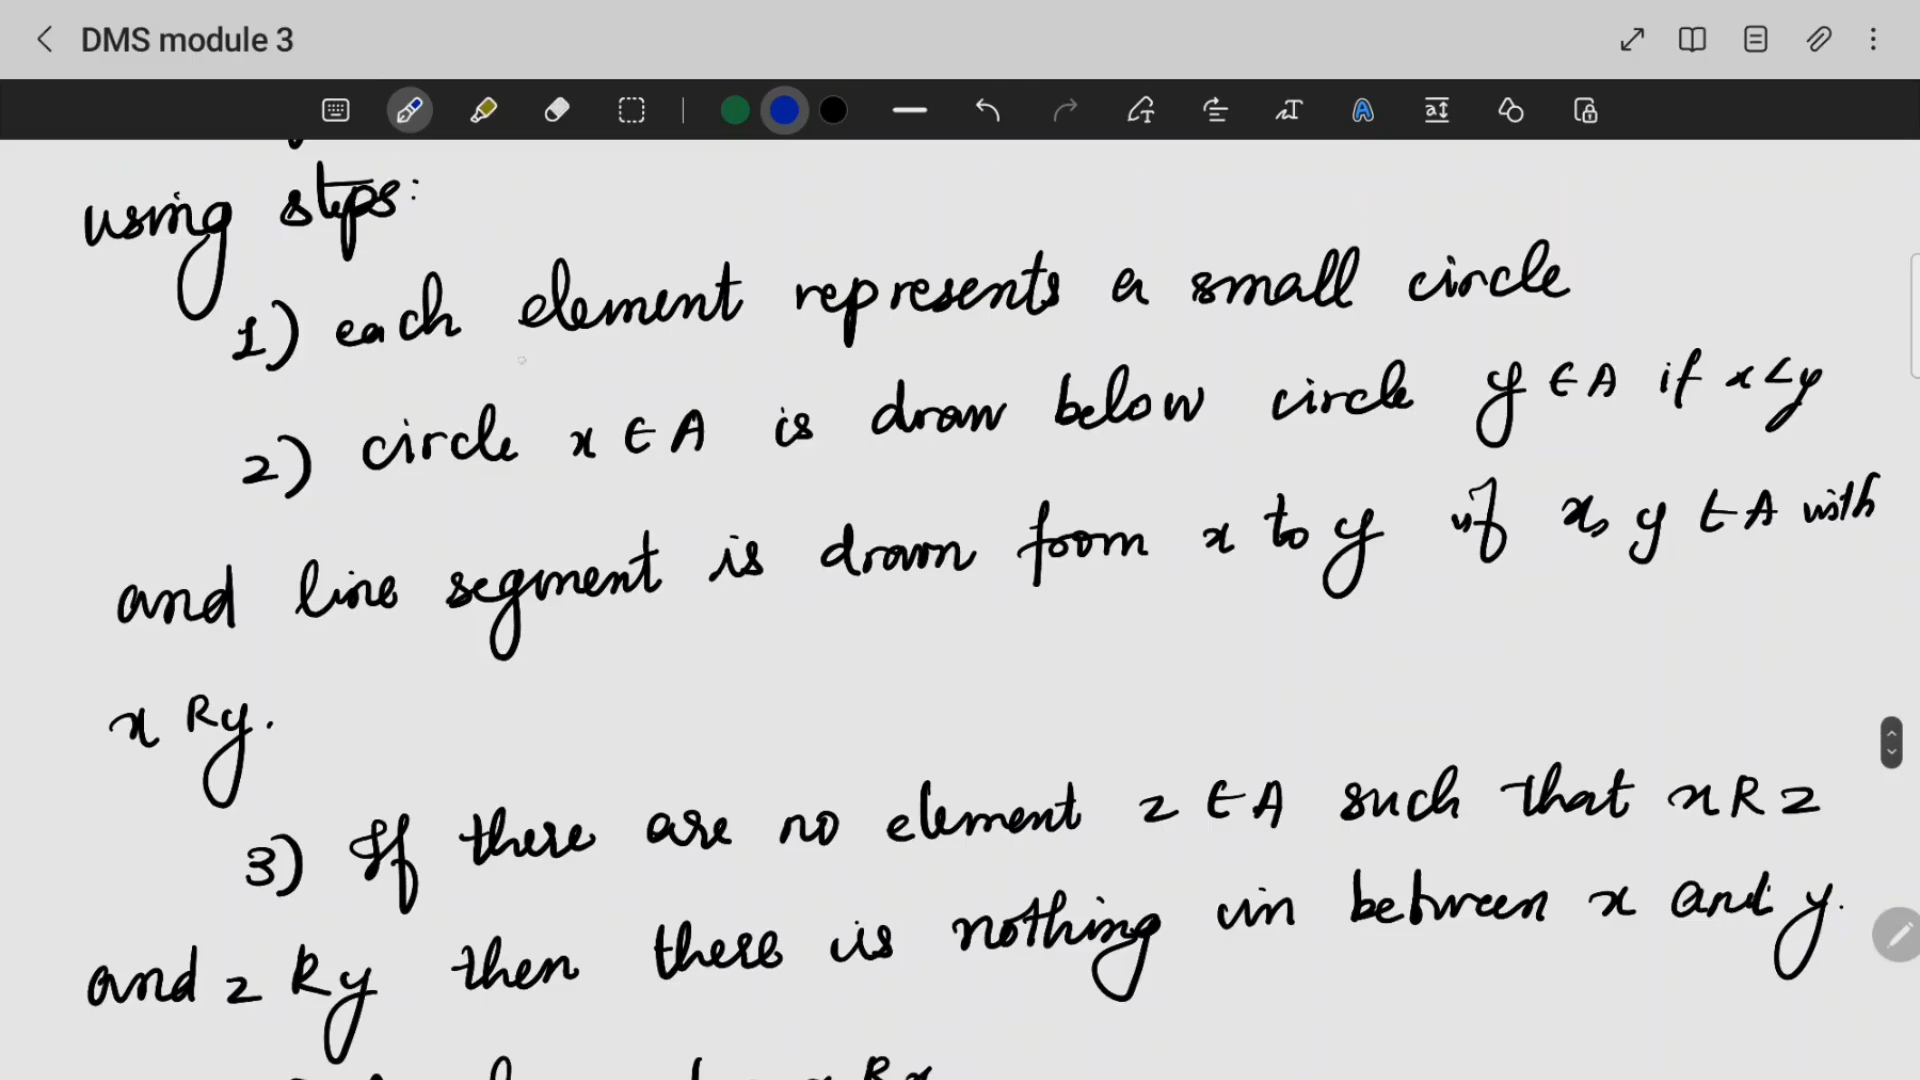 DMS module 3
using steps:
1) each element represents a small circle
2) circle x ∈ A is draw below circle y ∈ A if x < y
and line segment is drawn from x to y if x, y ∈ A with
x Ry.
3) If there are no element z ∈ A such that x R z
and z Ry then there is nothing in between x and y.